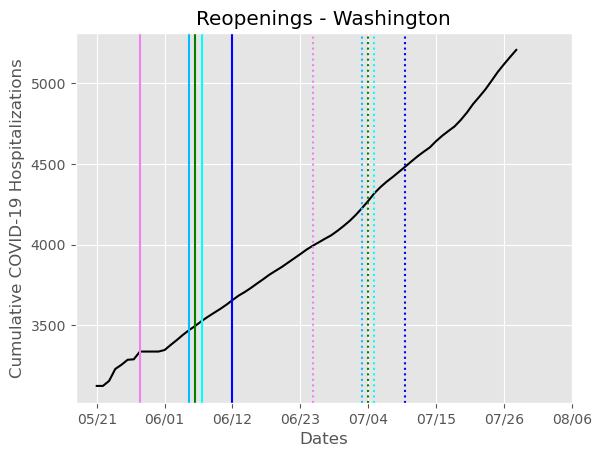 Reopenings - Washington
Cumulative COVID-19 Hospitalizations
5000
4500
4000
3500
05/21 06/01 06/12 06/23 07/04 07/15 07/26 08/06
Dates